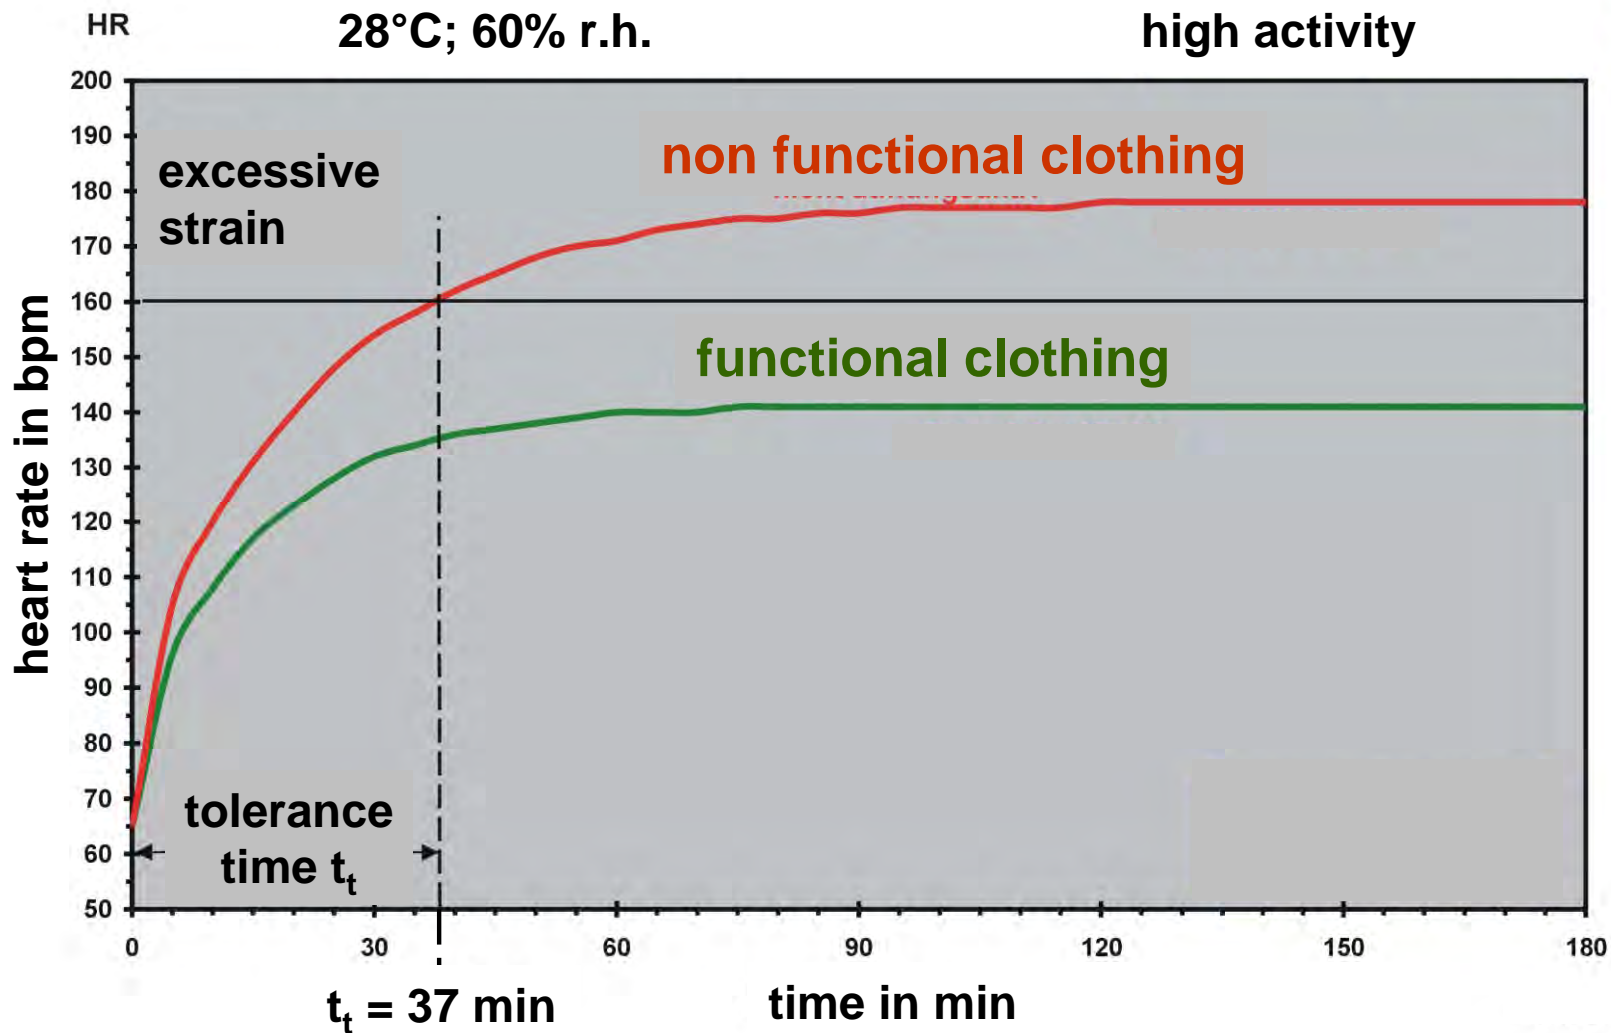 HR
28°C; 60% r.h.
high activity
200
190
180
170
160
150
140
130
120
110
100
90
80
70
60
50
heart rate in bpm
excessive
strain
non functional clothing
functional clothing
tolerance
time tt
0 30 60 90 120 150 180
tt = 37 min
time in min